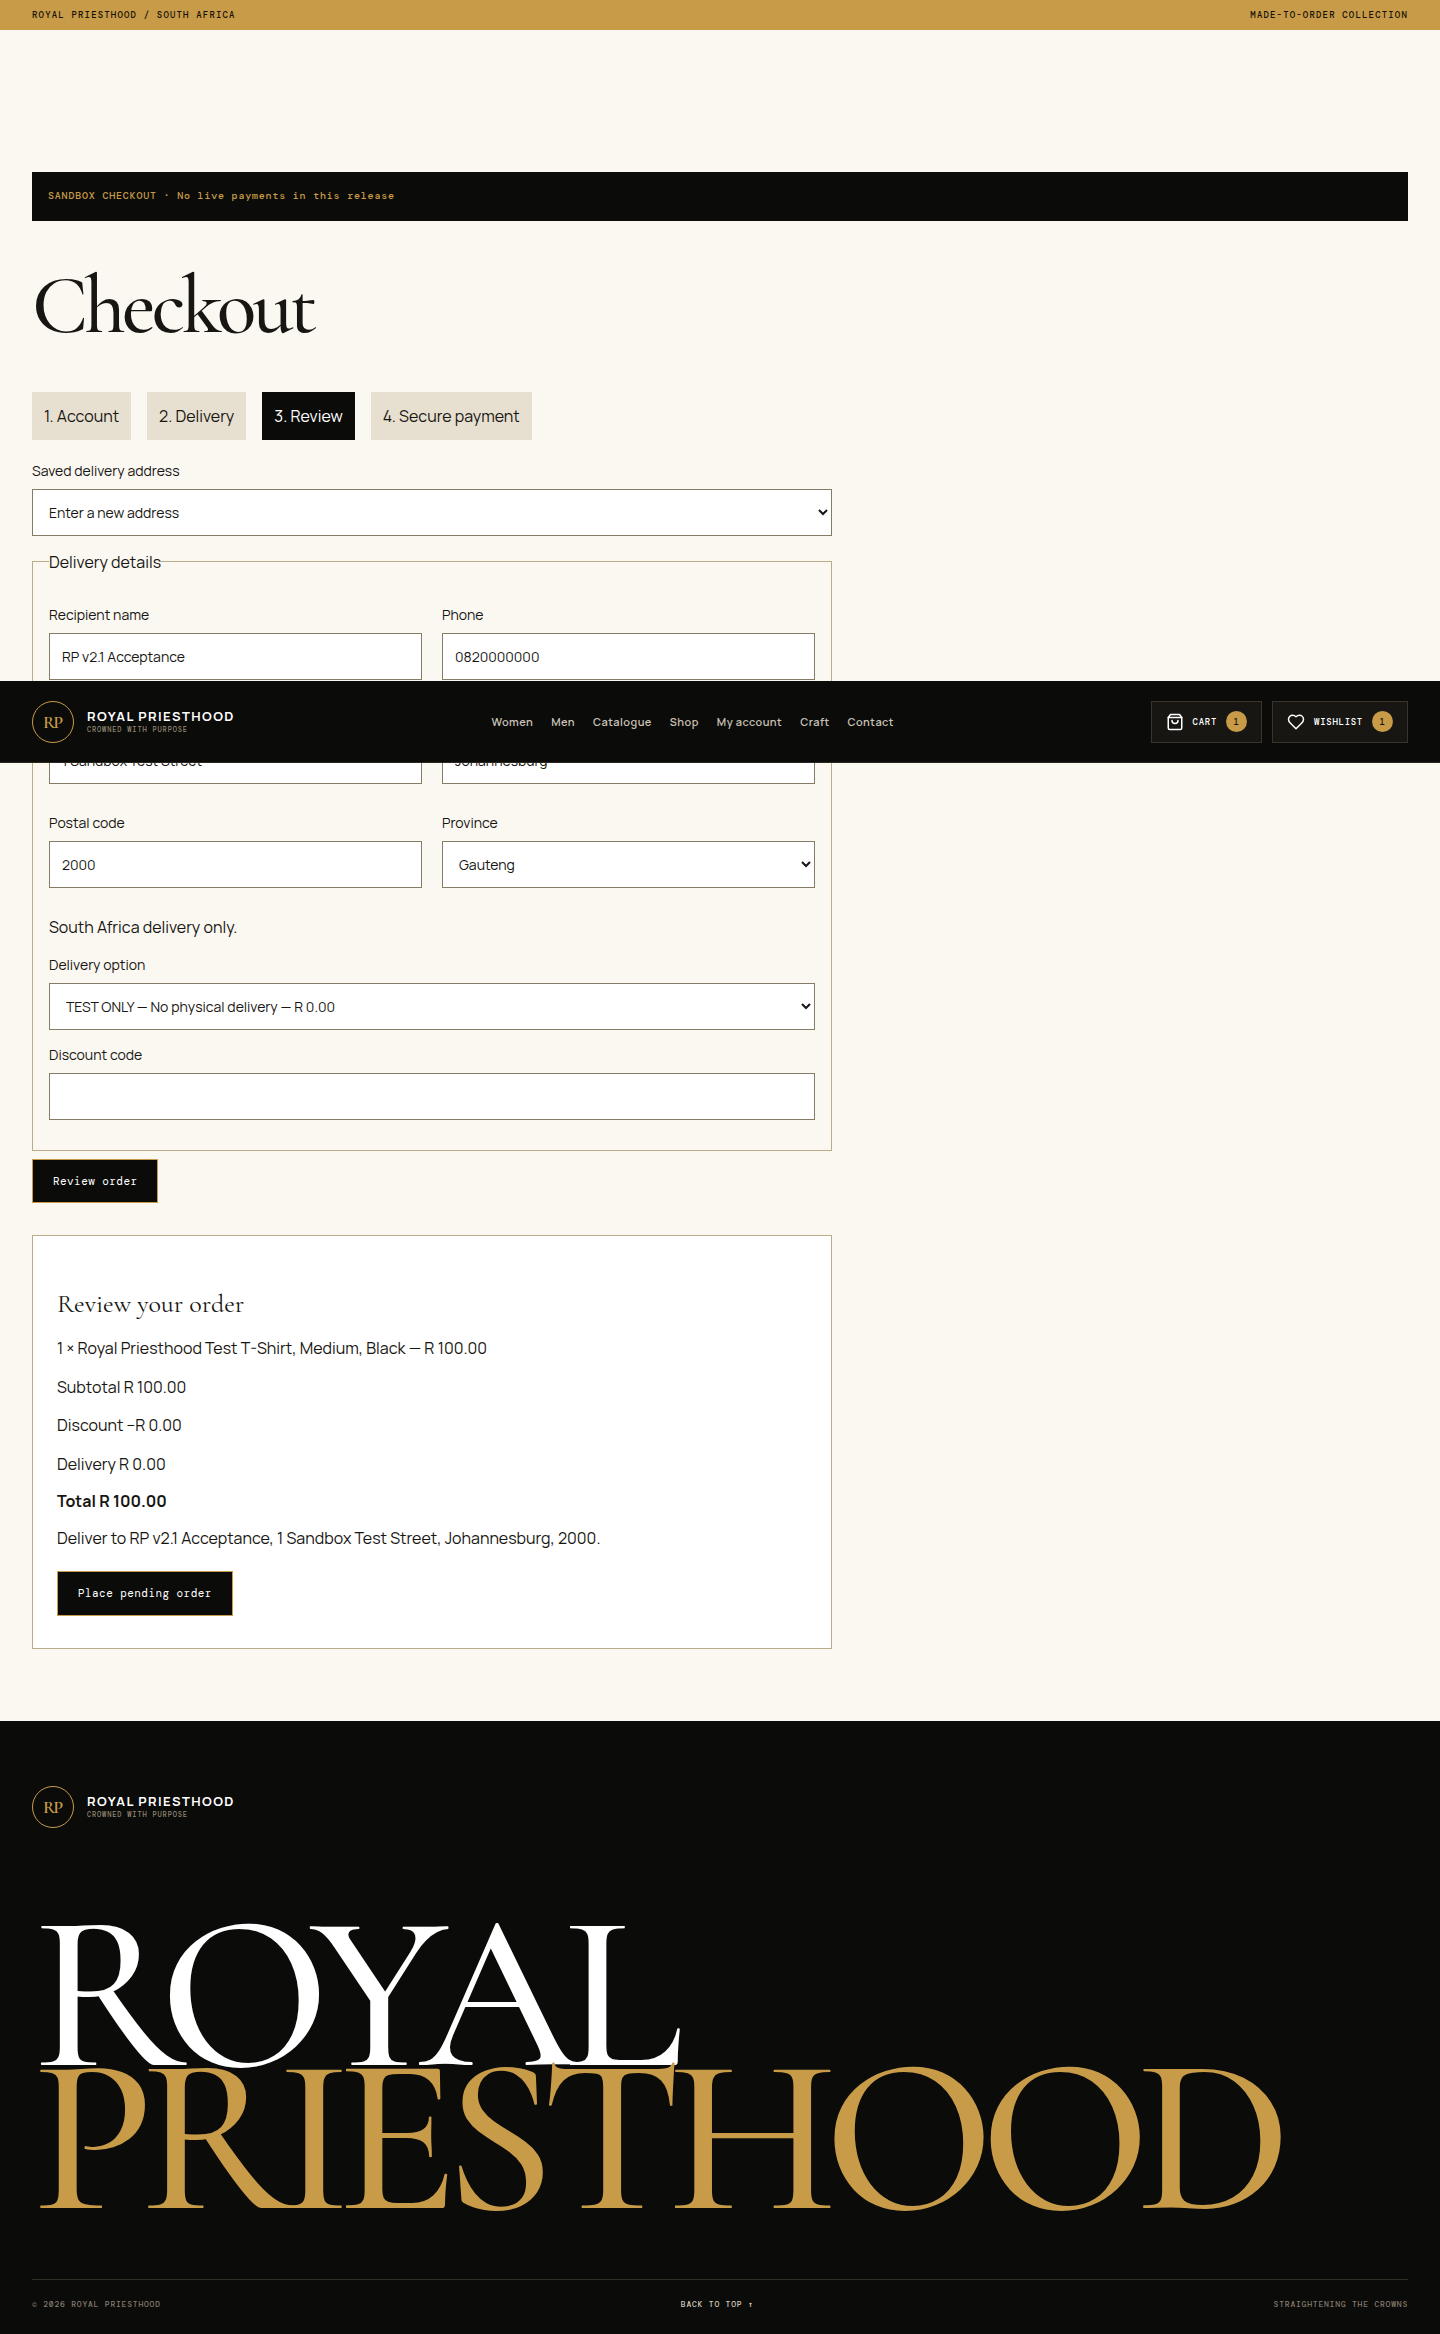 ROYAL PRIESTHOOD / SOUTH AFRICA
MADE-TO-ORDER COLLECTION
SANDBOX CHECKOUT · No live payments in this release
Checkout
1. Account
2. Delivery
3. Review
4. Secure payment
Saved delivery address
Enter a new address
Delivery details
Recipient name
Phone
RP v2.1 Acceptance
0820000000
RP
ROYAL PRIESTHOOD
CROWNED WITH PURPOSE
Women
Men
Catalogue
Shop
My account
Craft
Contact
CART 1
WISHLIST 1
1 Sandbox Test Street
Johannesburg
Postal code
Province
2000
Gauteng
South Africa delivery only.
Delivery option
TEST ONLY — No physical delivery — R 0.00
Discount code
Review order
Review your order
1 × Royal Priesthood Test T-Shirt, Medium, Black — R 100.00
Subtotal R 100.00
Discount −R 0.00
Delivery R 0.00
Total R 100.00
Deliver to RP v2.1 Acceptance, 1 Sandbox Test Street, Johannesburg, 2000.
Place pending order
RP
ROYAL PRIESTHOOD
CROWNED WITH PURPOSE
ROYAL
PRIESTHOOD
© 2026 ROYAL PRIESTHOOD
BACK TO TOP ↑
STRAIGHTENING THE CROWNS